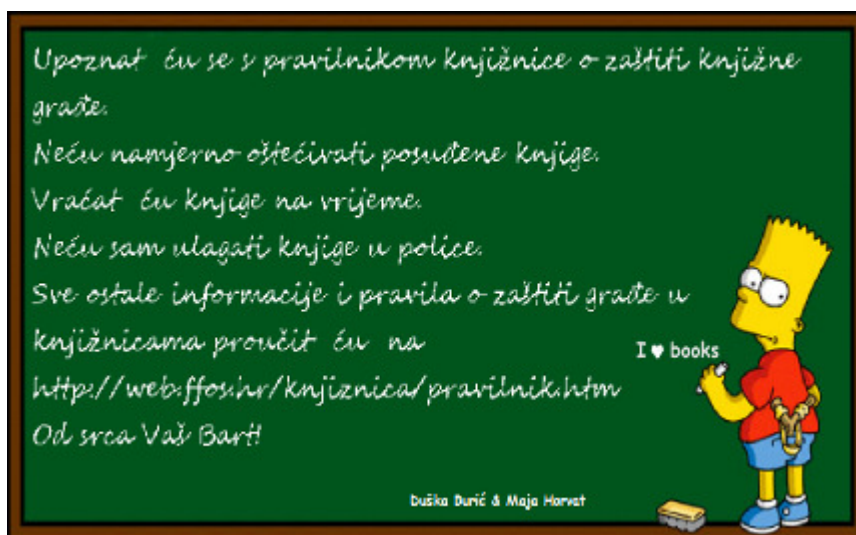 Upoznat ću se s pravilnikom knjižnice o zaštiti knjižne
građe.
Neću namjerno oštećivati posuđene knjige.
Vraćat ću knjige na vrijeme.
Neću sam ulagati knjige u police.
Sve ostale informacije i pravila o zaštiti građe u
knjižnicama proučit ću na
I ♥ books
http://web.ffos.hr/knjiznica/pravilnik.htm
Od srca Vaš Bart!
Duška Đurić & Maja Horvat